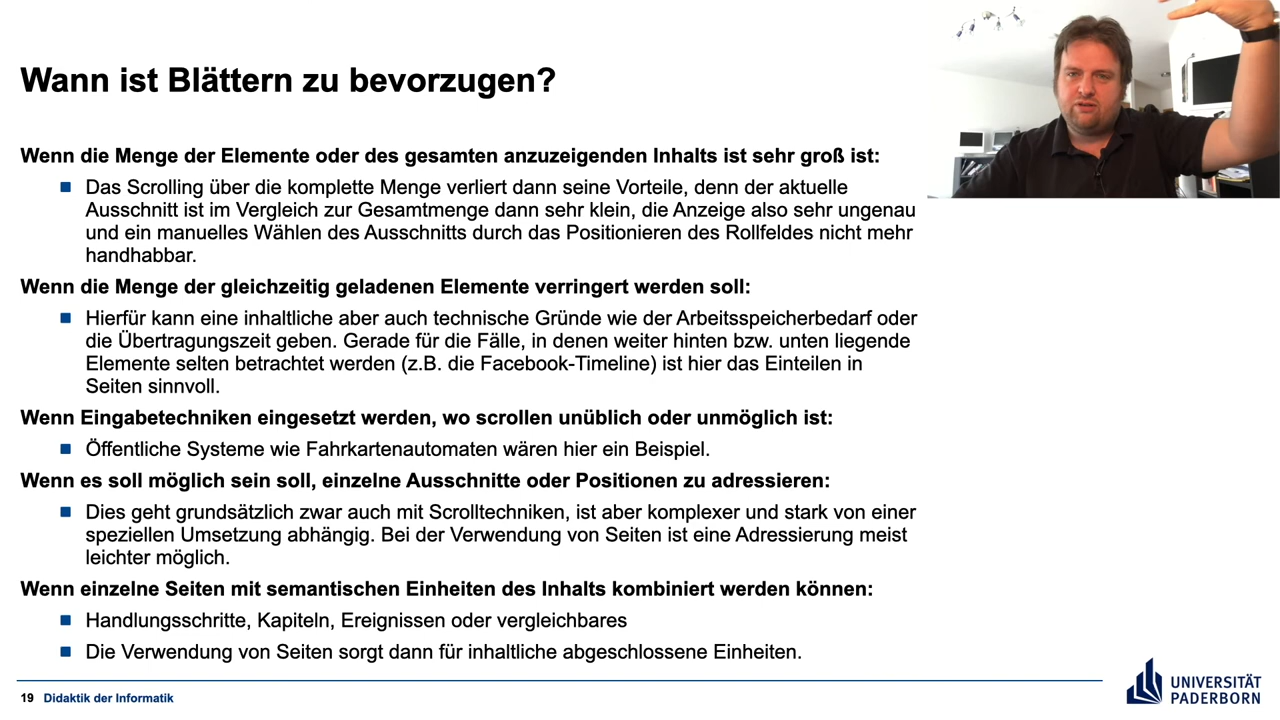 Wann ist Blättern zu bevorzugen?
Wenn die Menge der Elemente oder des gesamten anzuzeigenden Inhalts ist sehr groß ist:
Das Scrolling über die komplette Menge verliert dann seine Vorteile, denn der aktuelle
Ausschnitt ist im Vergleich zur Gesamtmenge dann sehr klein, die Anzeige also sehr ungenau
und ein manuelles Wählen des Ausschnitts durch das Positionieren des Rollfeldes nicht mehr
handhabbar.
Wenn die Menge der gleichzeitig geladenen Elemente verringert werden soll:
Hierfür kann eine inhaltliche aber auch technische Gründe wie der Arbeitsspeicherbedarf oder
die Übertragungszeit geben. Gerade für die Fälle, in denen weiter hinten bzw. unten liegende
Elemente selten betrachtet werden (z.B. die Facebook-Timeline) ist hier das Einteilen in
Seiten sinnvoll.
Wenn Eingabetechniken eingesetzt werden, wo scrollen unüblich oder unmöglich ist:
Öffentliche Systeme wie Fahrkartenautomaten wären hier ein Beispiel.
Wenn es soll möglich sein soll, einzelne Ausschnitte oder Positionen zu adressieren:
Dies geht grundsätzlich zwar auch mit Scrolltechniken, ist aber komplexer und stark von einer
speziellen Umsetzung abhängig. Bei der Verwendung von Seiten ist eine Adressierung meist
leichter möglich.
Wenn einzelne Seiten mit semantischen Einheiten des Inhalts kombiniert werden können:
Handlungsschritte, Kapiteln, Ereignissen oder vergleichbares
Die Verwendung von Seiten sorgt dann für inhaltliche abgeschlossene Einheiten.
19 Didaktik der Informatik
UNIVERSITÄT
PADERBORN